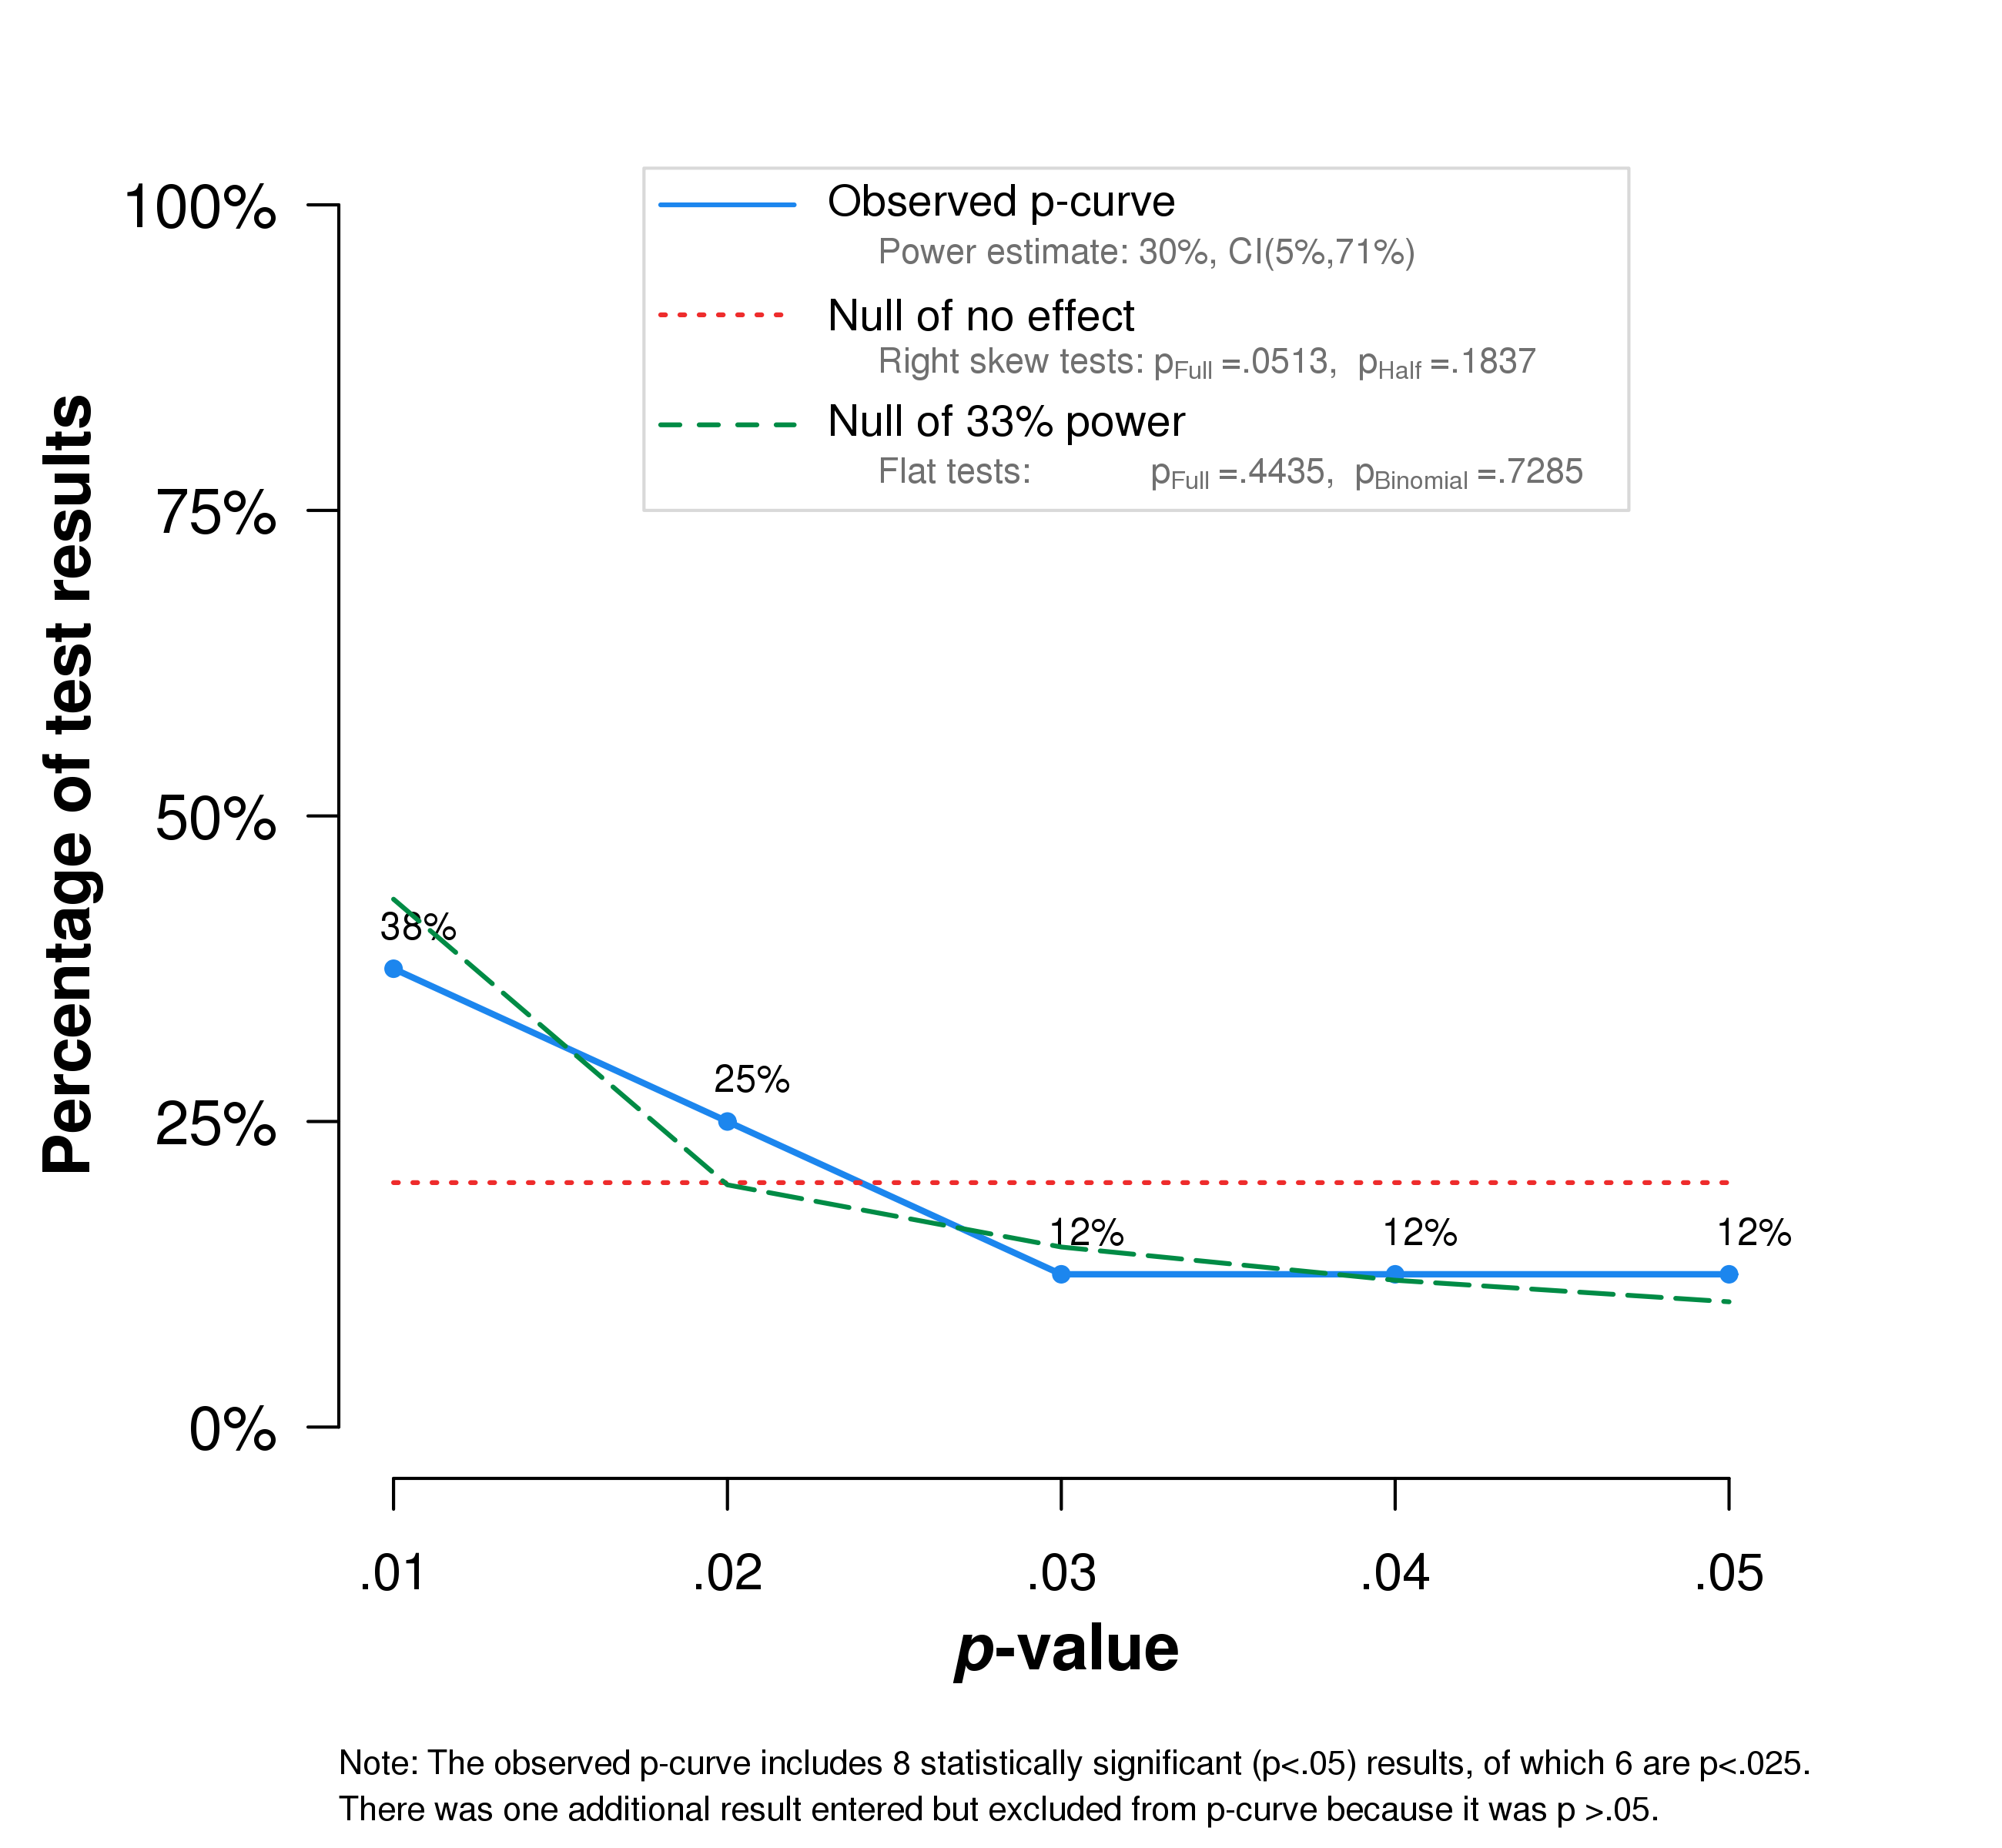 Observed p-curve
Power estimate: 30%, CI(5%,71%)
Null of no effect
Right skew tests: pFull =.0513, pHalf =.1837
Null of 33% power
Flat tests: pFull =.4435, pBinomial =.7285
Percentage of test results
100%
75%
50%
25%
0%
38%
25%
12%
12%
12%
.01
.02
.03
.04
.05
p-value
Note: The observed p-curve includes 8 statistically significant (p<.05) results, of which 6 are p<.025.
There was one additional result entered but excluded from p-curve because it was p >.05.